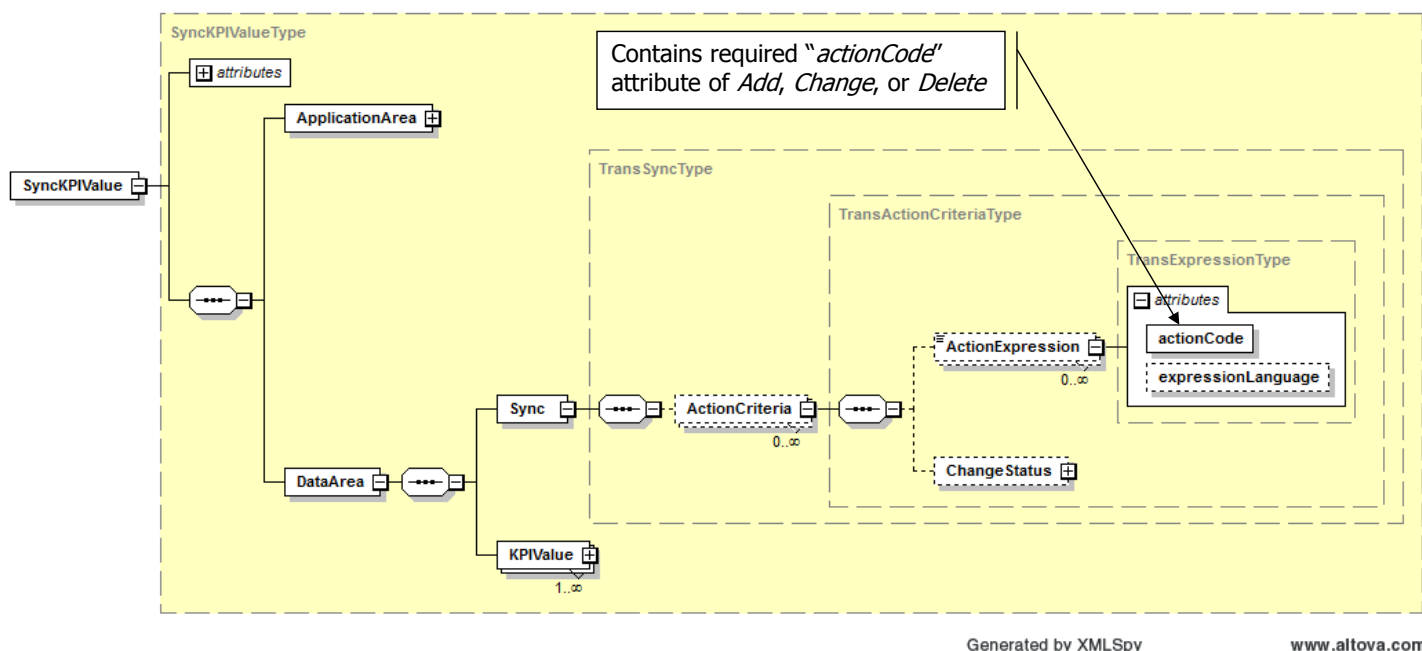 SyncKPIValueType
Contains required “actionCode”
attribute of Add, Change, or Delete
attributes
ApplicationArea
TransSyncType
SyncKPIValue
TransActionCriteriaType
TransExpressionType
attributes
actionCode
ActionExpression
0..∞
expressionLanguage
Sync
ActionCriteria
0..∞
ChangeStatus
DataArea
KPIValue
1..∞
Generated by XMLSpy
www.altova.com